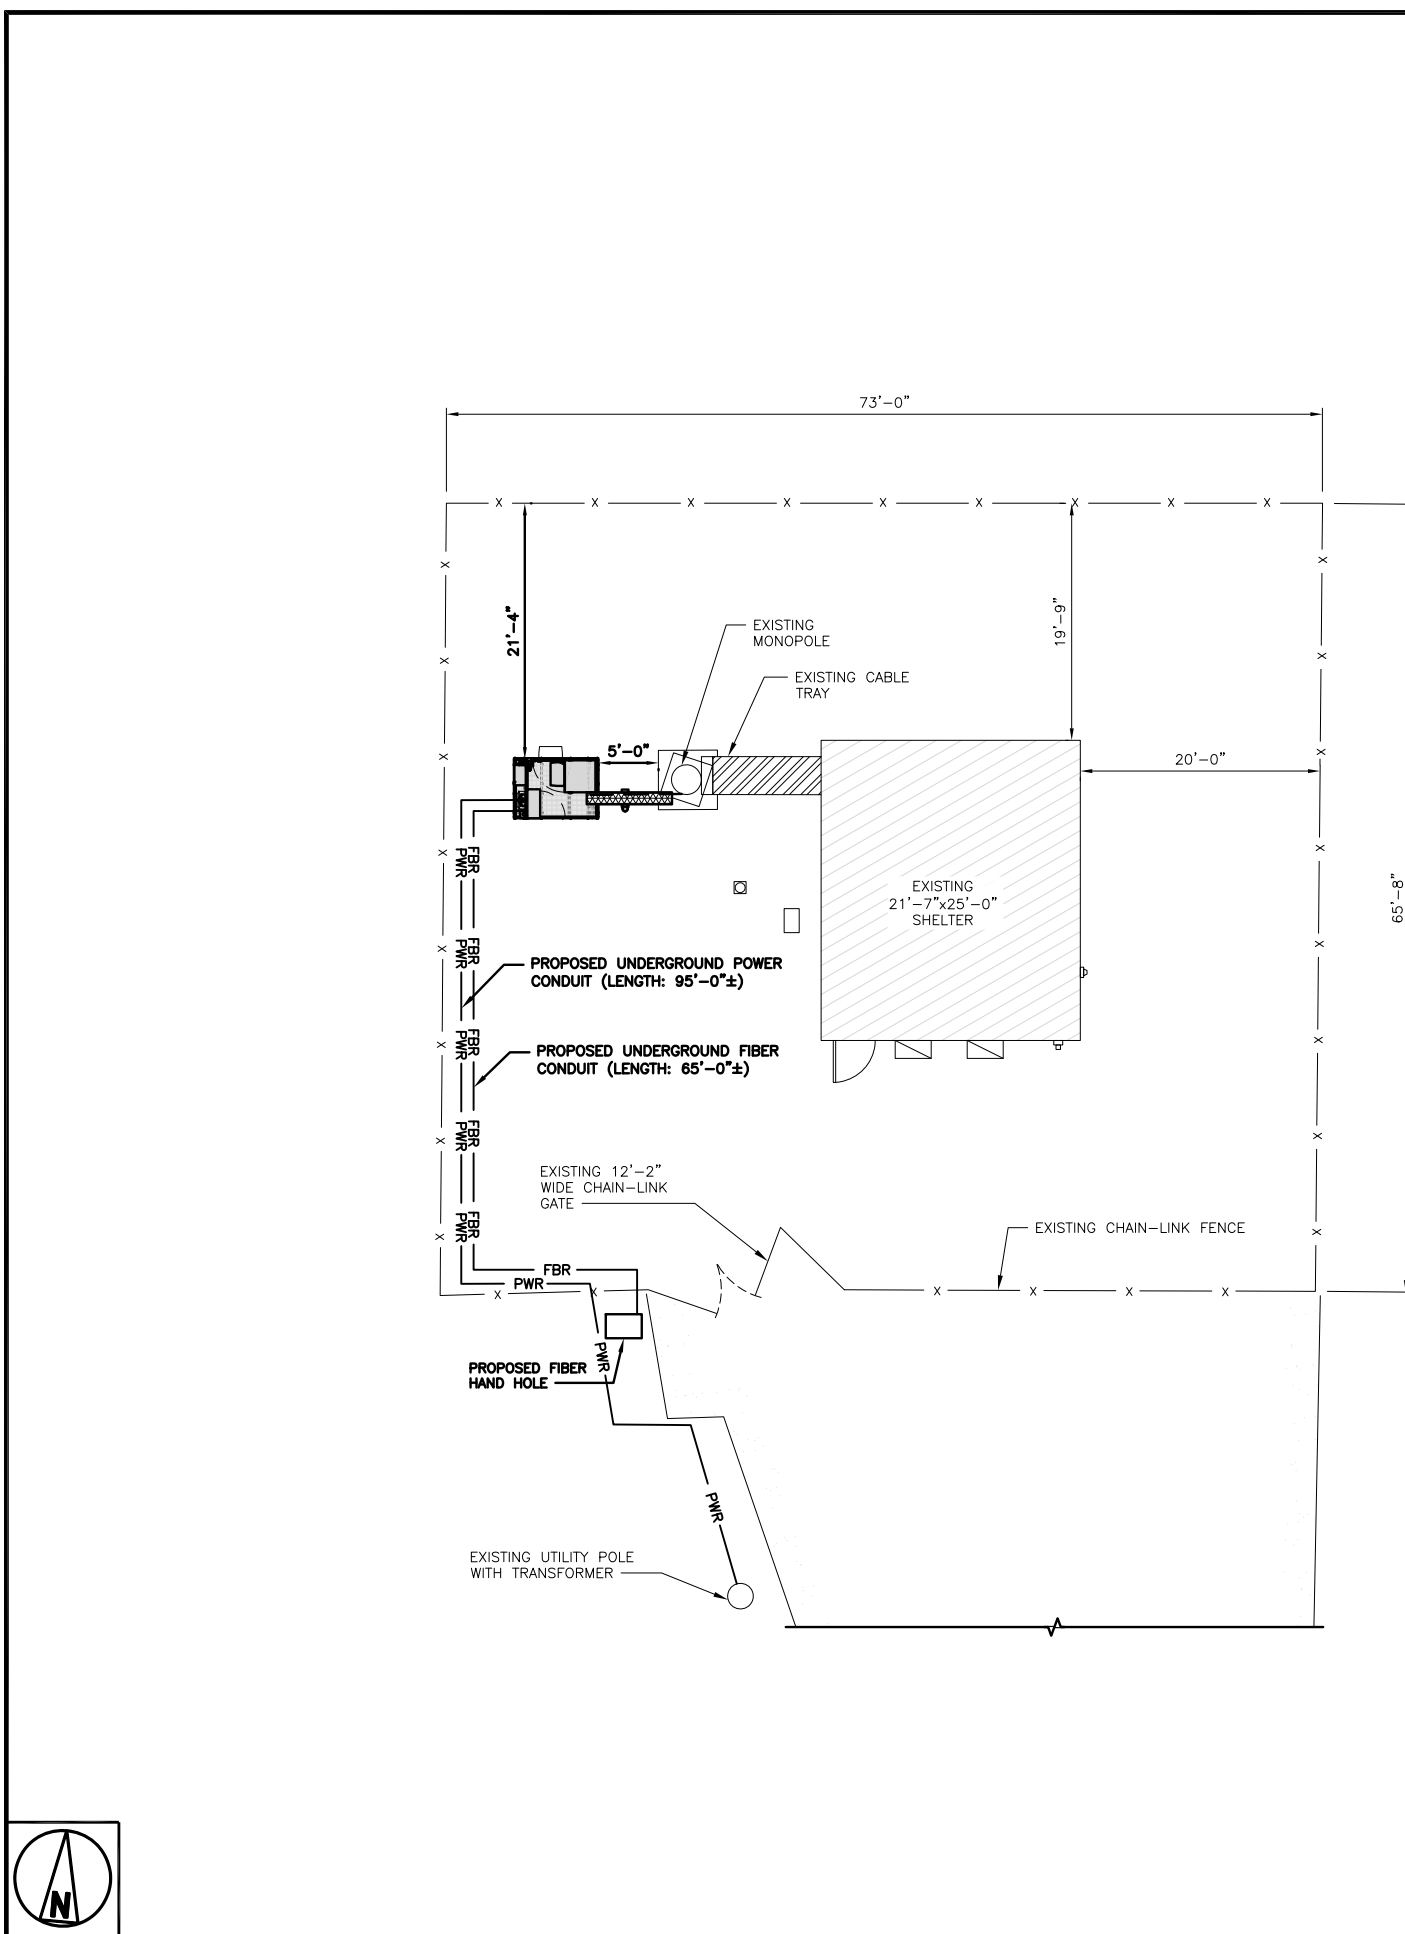 73'-0"
X X X X X X X X X
X
X
21'-4"
19'-9"
EXISTING
MONOPOLE
X
X
EXISTING CABLE
TRAY
5'-0"
20'-0"
X
X
X
X
FBR
PWR
EXISTING
21'-7"x25'-0"
SHELTER
65'-8"
X
X
FBR
PWR
PROPOSED UNDERGROUND POWER
CONDUIT (LENGTH: 95'-0"±)
X
X
FBR
PWR
PROPOSED UNDERGROUND FIBER
CONDUIT (LENGTH: 65'-0"±)
X
X
FBR
PWR
EXISTING 12'-2"
WIDE CHAIN-LINK
GATE
X
X
FBR
PWR
EXISTING CHAIN-LINK FENCE
FBR
PWR
X X X X X X
PWR
PROPOSED FIBER
HAND HOLE
PWR
EXISTING UTILITY POLE
WITH TRANSFORMER
N